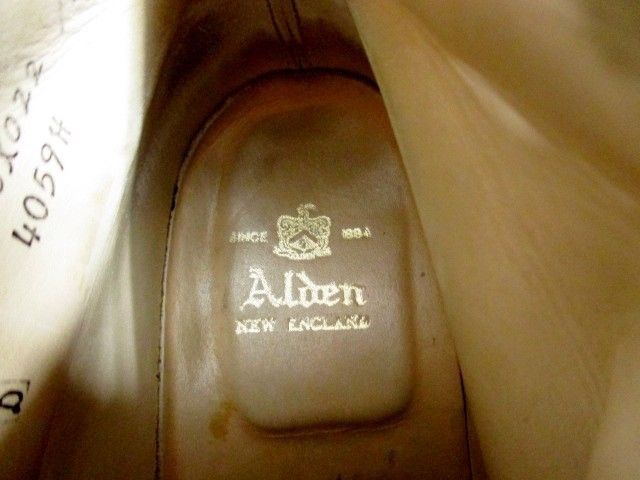 4059H
SINCE 1884
Alden
NEW ENGLAND
D